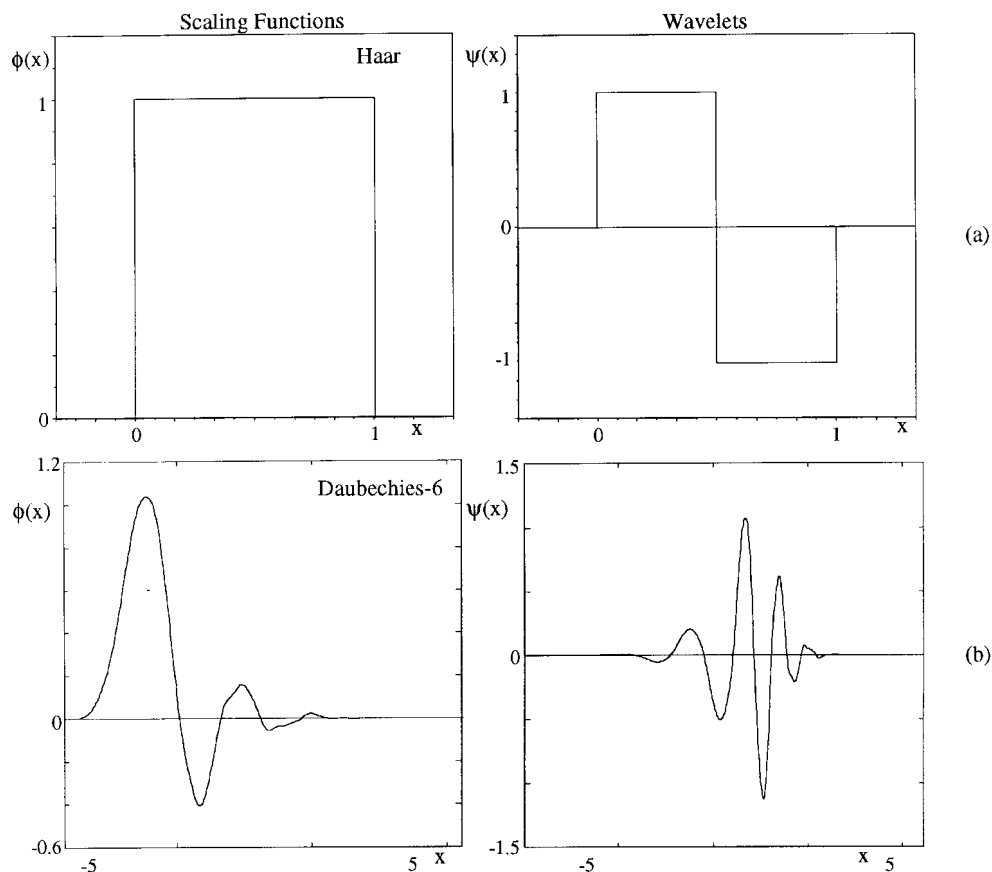 Scaling Functions
Wavelets
ϕ(x)
Haar
1
0
0
1
x
ψ(x)
1
0
-1
0
1
x
(a)
1.2
ϕ(x)
Daubechies-6
0
-0.6
-5
5
x
1.5
ψ(x)
0
-1.5
-5
x
5
(b)